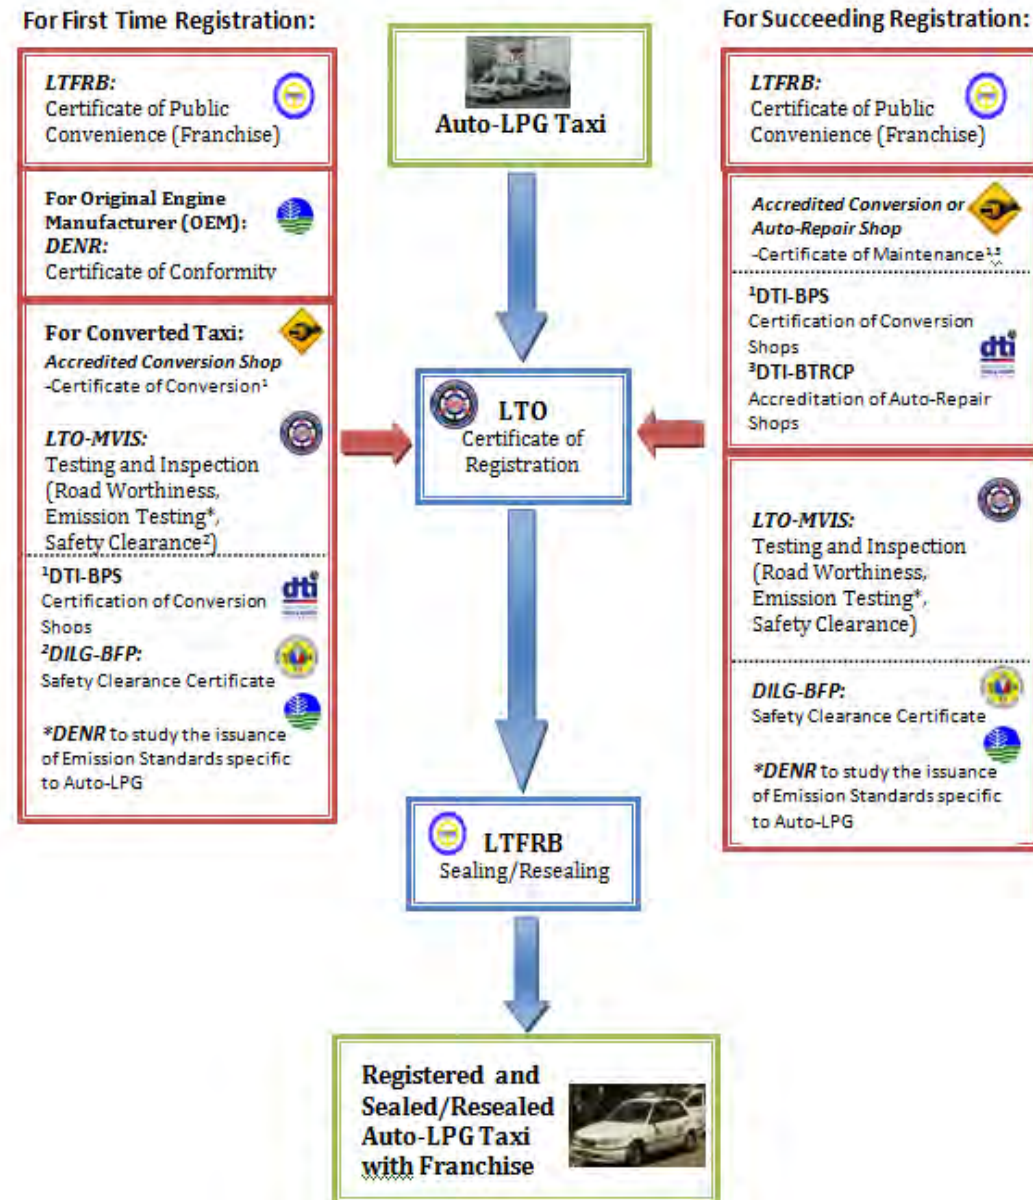 For First Time Registration:
LTFRB:
Certificate of Public
Convenience (Franchise)
For Original Engine
Manufacturer (OEM):
DENR:
Certificate of Conformity
For Converted Taxi:
Accredited Conversion Shop
-Certificate of Conversion¹
LTO-MVIS:
Testing and Inspection
(Road Worthiness,
Emission Testing*,
Safety Clearance²)
¹DTI-BPS
Certification of Conversion
Shops
dti
²DILG-BFP:
Safety Clearance Certificate
*DENR to study the issuance
of Emission Standards specific
to Auto-LPG
Auto-LPG Taxi
LTO
Certificate of
Registration
LTFRB
Sealing/Resealing
Registered and
Sealed/Resealed
Auto-LPG Taxi
with Franchise
For Succeeding Registration:
LTFRB:
Certificate of Public
Convenience (Franchise)
Accredited Conversion or
Auto-Repair Shop
-Certificate of Maintenance¹,³
¹DTI-BPS
Certification of Conversion
Shops
dti
³DTI-BTRCP
Accreditation of Auto-Repair
Shops
LTO-MVIS:
Testing and Inspection
(Road Worthiness,
Emission Testing*,
Safety Clearance)
DILG-BFP:
Safety Clearance Certificate
*DENR to study the issuance
of Emission Standards specific
to Auto-LPG